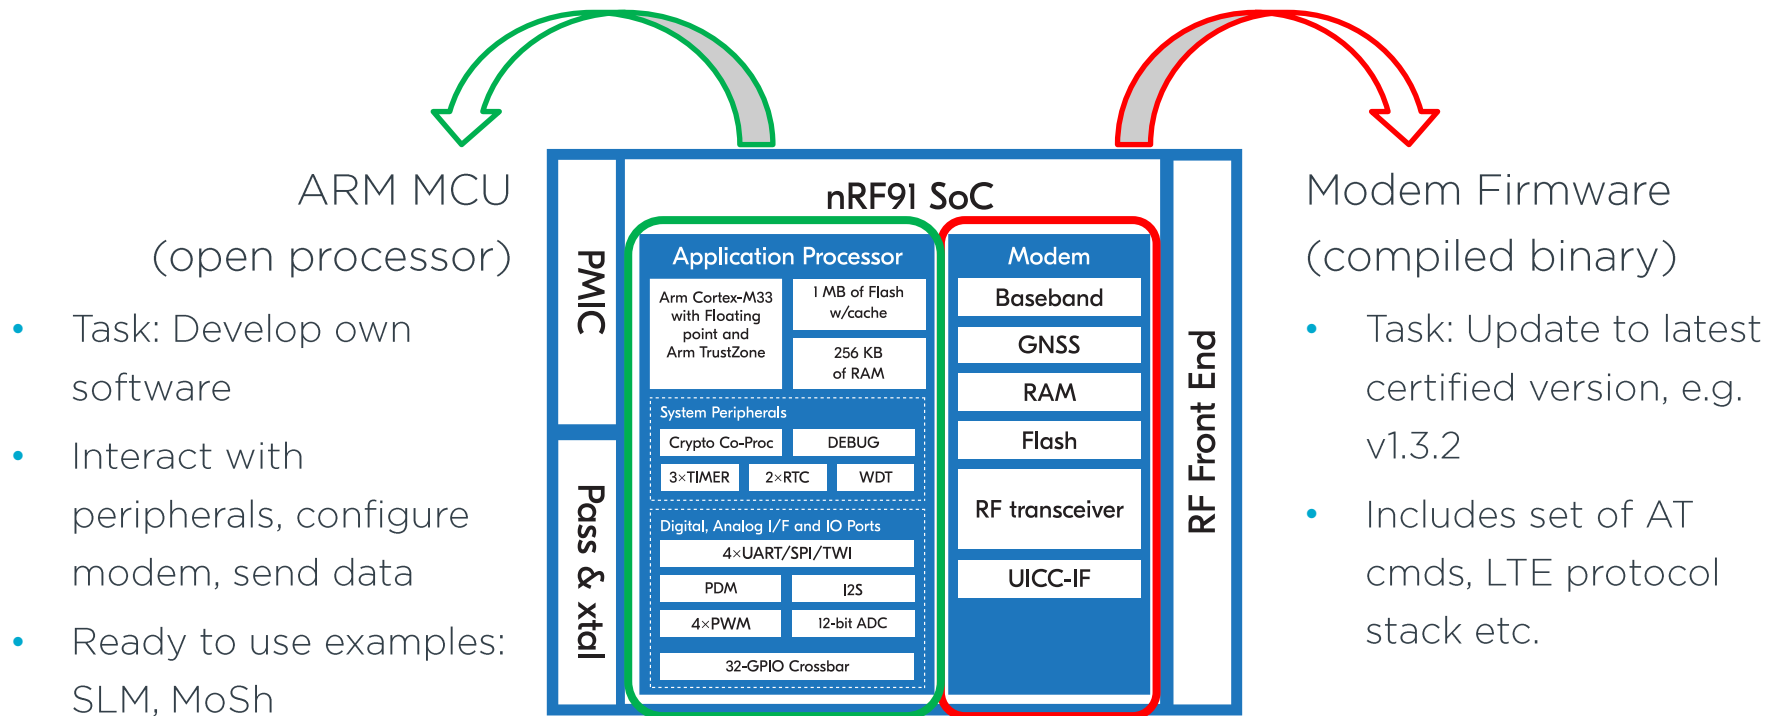 ARM MCU
(open processor)
• Task: Develop own
software
• Interact with
peripherals, configure
modem, send data
• Ready to use examples:
SLM, MoSh
nRF91 SoC
PMIC
Pass & xtal
Application Processor
Arm Cortex-M33
with Floating
point and
Arm TrustZone
1 MB of Flash
w/cache
256 KB
of RAM
System Peripherals
Crypto Co-Proc
DEBUG
3×TIMER
2×RTC
WDT
Digital, Analog I/F and IO Ports
4×UART/SPI/TWI
PDM
I2S
4×PWM
12-bit ADC
32-GPIO Crossbar
Modem
Baseband
GNSS
RAM
Flash
RF transceiver
UICC-IF
RF Front End
Modem Firmware
(compiled binary)
• Task: Update to latest
certified version, e.g.
v1.3.2
• Includes set of AT
cmds, LTE protocol
stack etc.